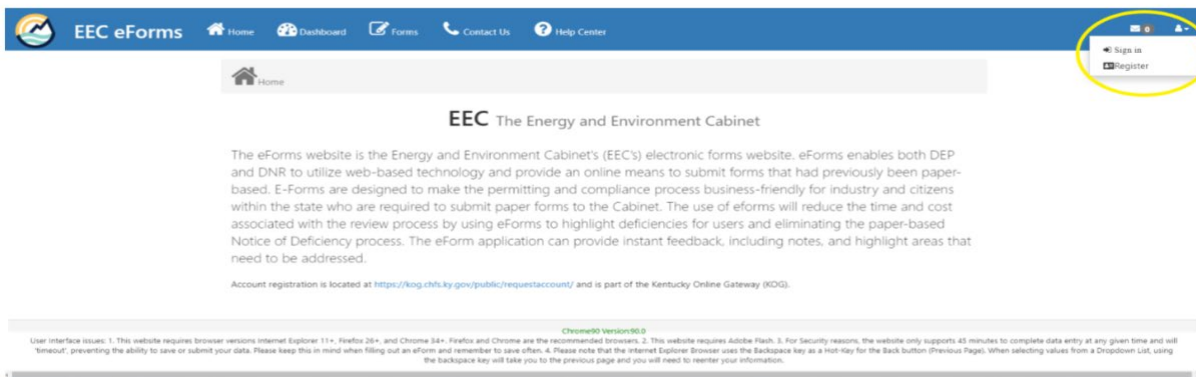 EEC eForms Home Dashboard Forms Contact Us Help Center 0
Sign in
Register
Home
EEC The Energy and Environment Cabinet
The eForms website is the Energy and Environment Cabinet's (EEC's) electronic forms website. eForms enables both DEP
and DNR to utilize web-based technology and provide an online means to submit forms that had previously been paper-
based. E-Forms are designed to make the permitting and compliance process business-friendly for industry and citizens
within the state who are required to submit paper forms to the Cabinet. The use of eforms will reduce the time and cost
associated with the review process by using eForms to highlight deficiencies for users and eliminating the paper-based
Notice of Deficiency process. The eForm application can provide instant feedback, including notes, and highlight areas that
need to be addressed.
Account registration is located at https://kog.chfs.ky.gov/public/requestaccount/ and is part of the Kentucky Online Gateway (KOG).
Chrome90 Version:90.0
User Interface issues: 1. This website requires browser versions Internet Explorer 11+, Firefox 26+, and Chrome 34+. Firefox and Chrome are the recommended browsers. 2. This website requires Adobe Flash. 3. For Security reasons, the website only supports 45 minutes to complete data entry at any given time and will
'timeout', preventing the ability to save or submit your data. Please keep this in mind when filling out an eForm and remember to save often. 4. Please note that the Internet Explorer Browser uses the Backspace key as a Hot-Key for the Back button (Previous Page). When selecting values from a Dropdown List, using
the backspace key will take you to the previous page and you will need to reenter your information.